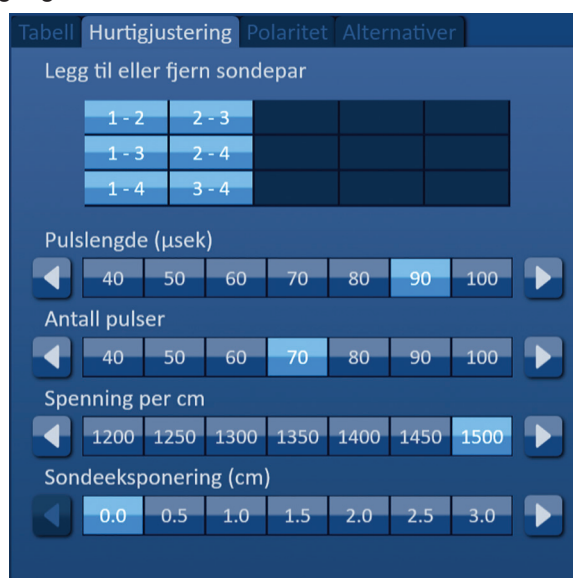 Tabell Hurtigjustering Polaritet Alternativer
Legg til eller fjern sondepar
1 - 2 2 - 3
1 - 3 2 - 4
1 - 4 3 - 4
Pulslengde (µsek)
40 50 60 70 80 90 100
Antall pulser
40 50 60 70 80 90 100
Spenning per cm
1200 1250 1300 1350 1400 1450 1500
Sondeeksponering (cm)
0.0 0.5 1.0 1.5 2.0 2.5 3.0